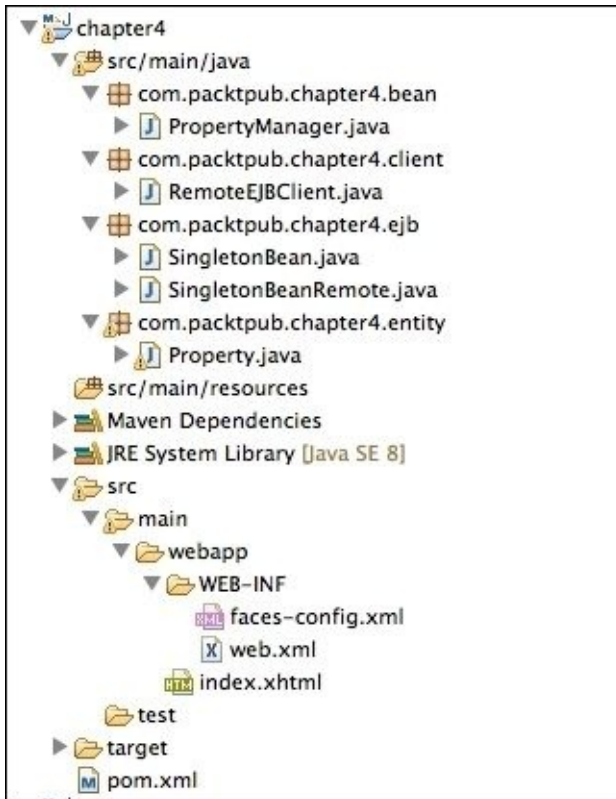 chapter4
src/main/java
com.packtpub.chapter4.bean
PropertyManager.java
com.packtpub.chapter4.client
RemoteEJBClient.java
com.packtpub.chapter4.ejb
SingletonBean.java
SingletonBeanRemote.java
com.packtpub.chapter4.entity
Property.java
src/main/resources
Maven Dependencies
JRE System Library [Java SE 8]
src
main
webapp
WEB-INF
faces-config.xml
web.xml
index.xhtml
test
target
pom.xml